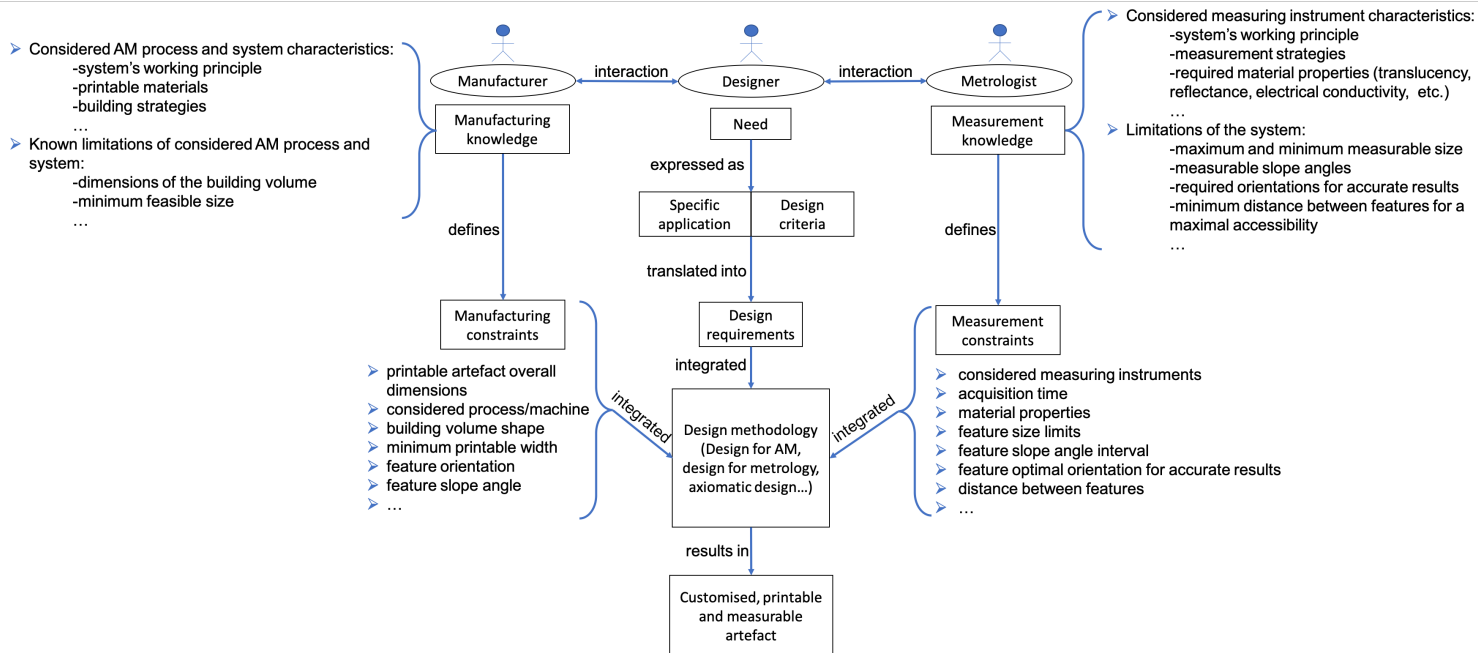 ➢ Considered AM process and system characteristics:
-system's working principle
-printable materials
-building strategies
…
➢ Known limitations of considered AM process and
system:
-dimensions of the building volume
-minimum feasible size
…
Manufacturer
interaction
Designer
interaction
Metrologist
Manufacturing
knowledge
Need
Measurement
knowledge
➢ Considered measuring instrument characteristics:
-system's working principle
-measurement strategies
-required material properties (translucency,
reflectance, electrical conductivity, etc.)
…
➢ Limitations of the system:
-maximum and minimum measurable size
-measurable slope angles
-required orientations for accurate results
-minimum distance between features for a
maximal accessibility
…
expressed as
Specific
application
Design
criteria
defines
translated into
defines
Manufacturing
constraints
Design
requirements
Measurement
constraints
integrated
➢ printable artefact overall
dimensions
➢ considered process/machine
➢ building volume shape
➢ minimum printable width
➢ feature orientation
➢ feature slope angle
➢ …
integrated
Design methodology
(Design for AM,
design for metrology,
axiomatic design…)
integrated
➢ considered measuring instruments
➢ acquisition time
➢ material properties
➢ feature size limits
➢ feature slope angle interval
➢ feature optimal orientation for accurate results
➢ distance between features
➢ …
results in
Customised, printable
and measurable
artefact